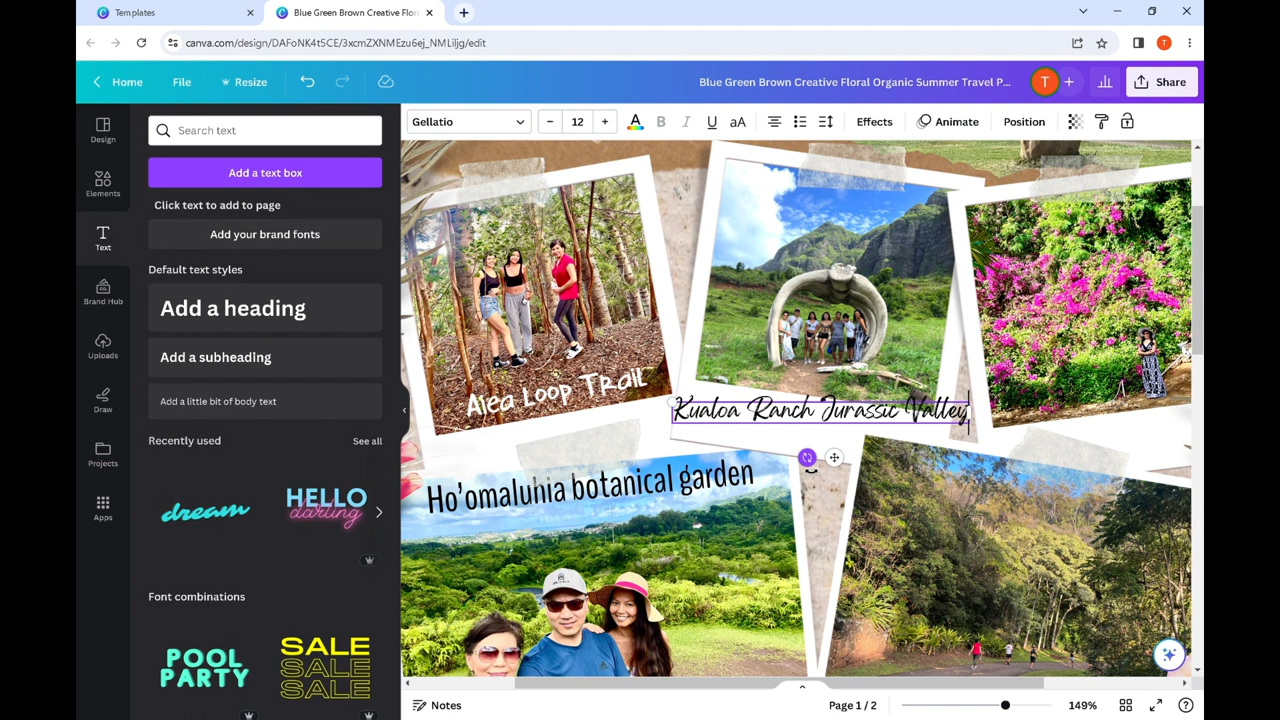 Templates
Blue Green Brown Creative Flor
canva.com/design/DAFoNK4t5CE/3xcmZXNMEzu6ej_NMLiljg/edit
T
Home
File
Resize
Blue Green Brown Creative Floral Organic Summer Travel P...
T
Share
Design
Elements
Text
Brand Hub
Uploads
Draw
Projects
Apps
Search text
Add a text box
Click text to add to page
Add your brand fonts
Default text styles
Add a heading
Add a subheading
Add a little bit of body text
Recently used
See all
dream
HELLO
darling
Font combinations
POOL
PARTY
SALE
SALE
SALE
Gellatio
12
A
B
I
U
aA
Effects
Animate
Position
Aiea Loop Trail
Kualoa Ranch Jurassic Valley
Ho'omaluhia botanical garden
Notes
Page 1 / 2
149%